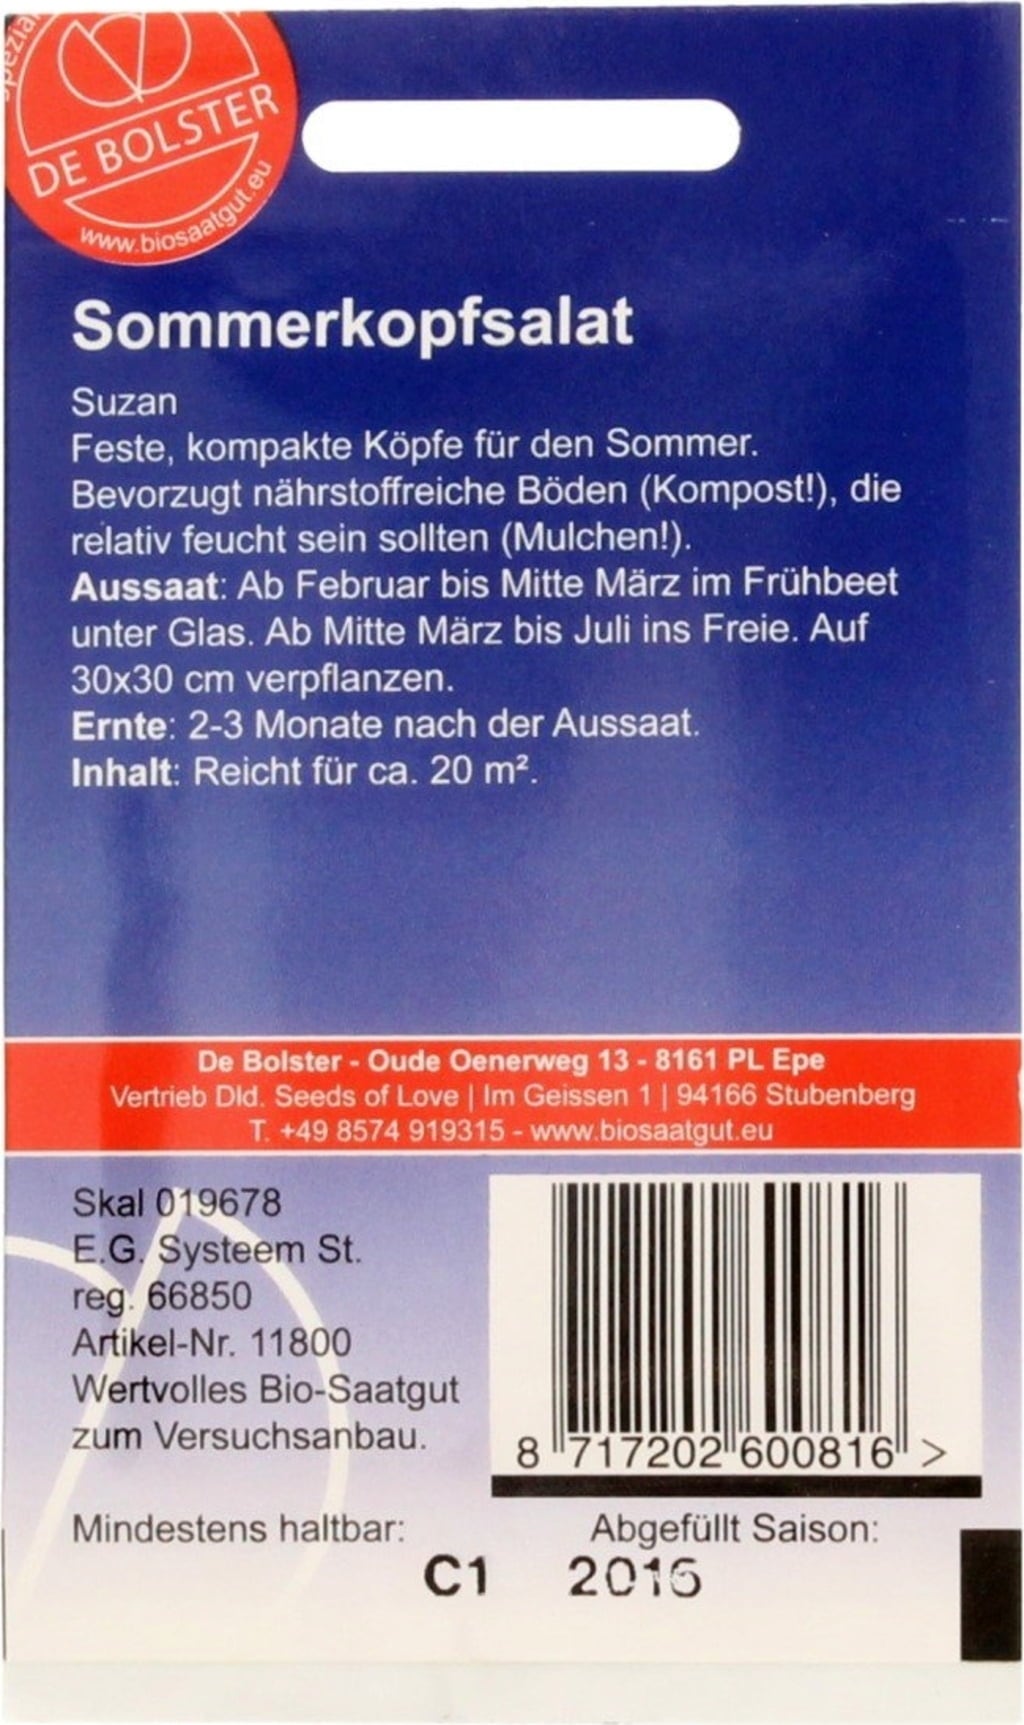 Spezial
DE BOLSTER
www.biosaatgut.eu
Sommerkopfsalat
Suzan
Feste, kompakte Köpfe für den Sommer.
Bevorzugt nährstoffreiche Böden (Kompost!), die
relativ feucht sein sollten (Mulchen!).
Aussaat: Ab Februar bis Mitte März im Frühbeet
unter Glas. Ab Mitte März bis Juli ins Freie. Auf
30x30 cm verpflanzen.
Ernte: 2-3 Monate nach der Aussaat.
Inhalt: Reicht für ca. 20 m².
De Bolster - Oude Oenerweg 13 - 8161 PL Epe
Vertrieb Dld. Seeds of Love | Im Geissen 1 | 94166 Stubenberg
T. +49 8574 919315 - www.biosaatgut.eu
Skal 019678
E.G. Systeem St.
reg. 66850
Artikel-Nr. 11800
Wertvolles Bio-Saatgut
zum Versuchsanbau.
8 717202 600816 >
Mindestens haltbar: Abgefüllt Saison:
C1 2016